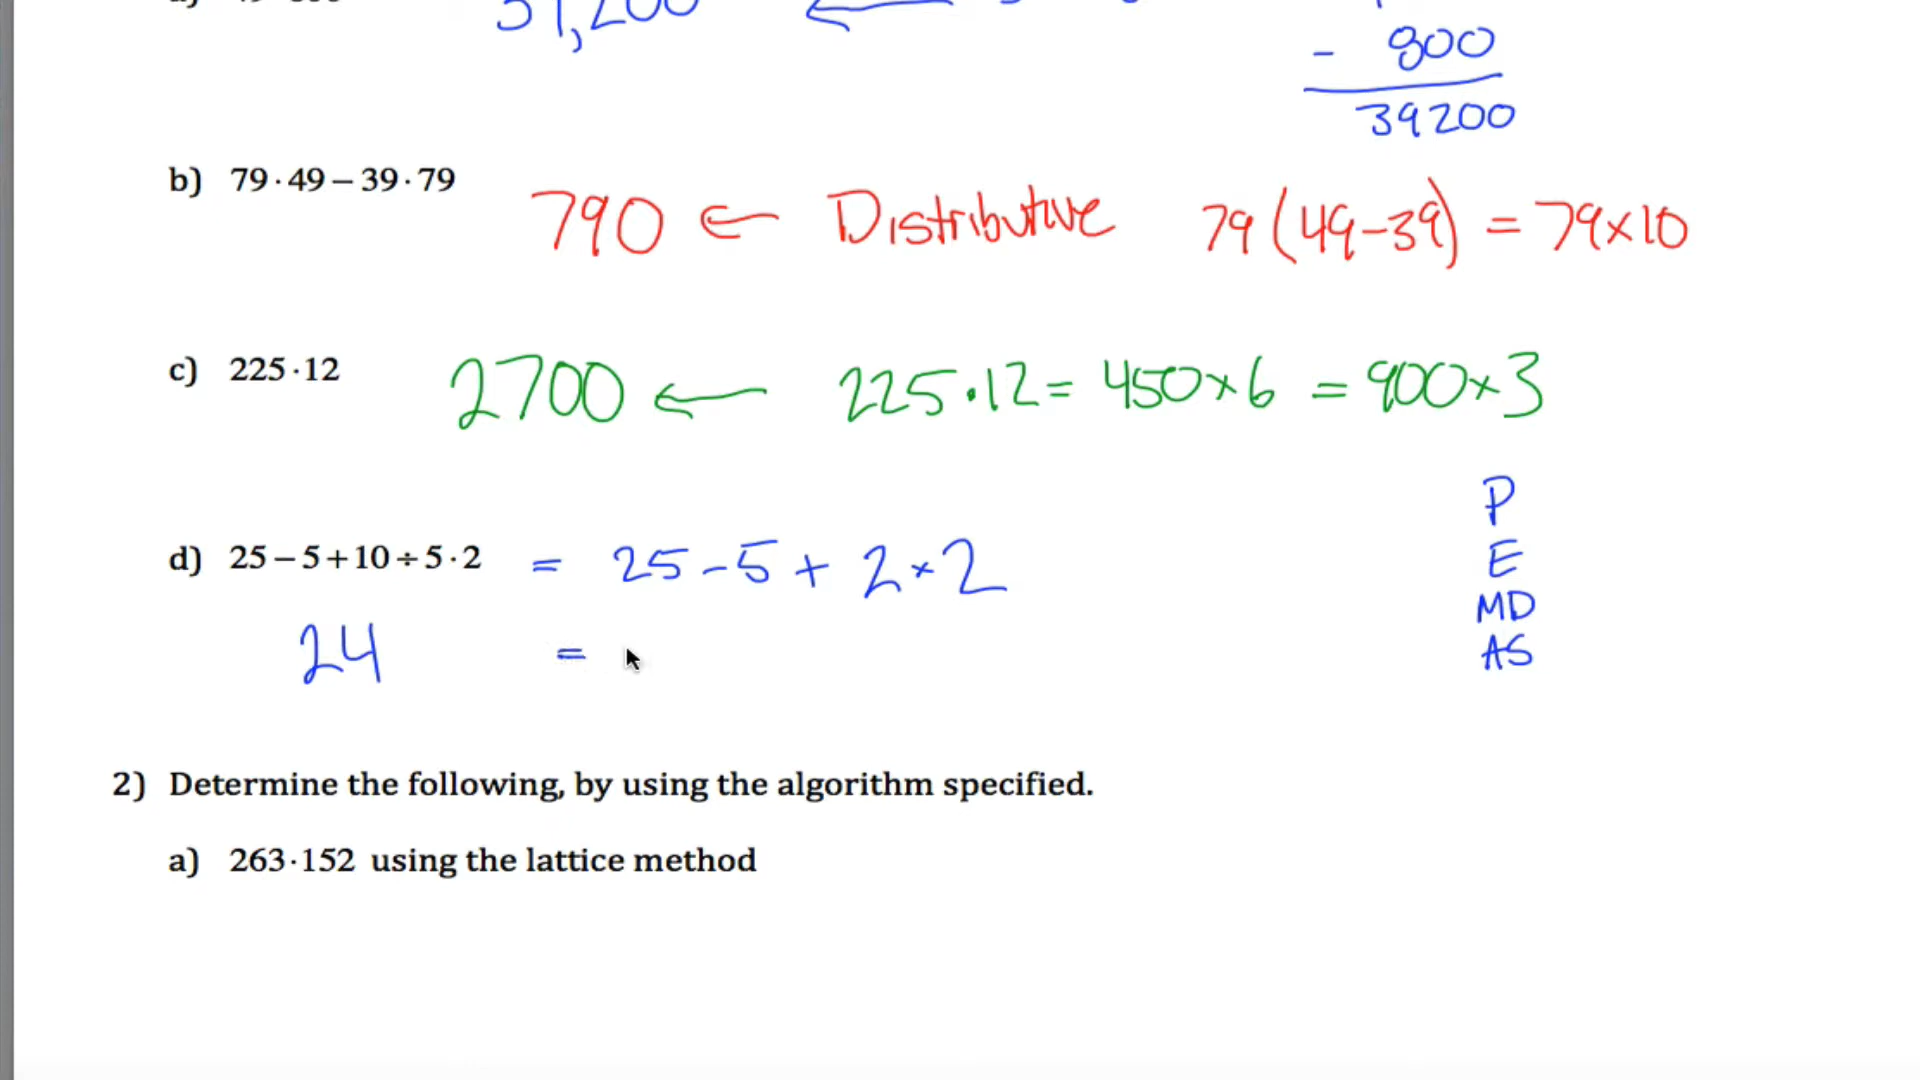 - 800
39200
b) 79·49–39·79 790 ← Distributive 79(49-39) = 79×10
c) 225·12 2700 ← 225·12= 450×6 = 900×3
P
E
d) 25–5+10÷5·2 = 25-5+2×2
MD
24 =
AS
2) Determine the following, by using the algorithm specified.
a) 263·152 using the lattice method